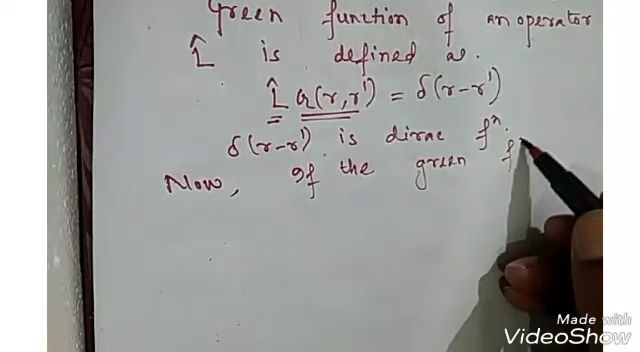 Green function of an operator
L̂ is defined as.
L̂ G(r, r') = δ(r-r')
δ(r-r') is dirac fⁿ.
Now, If the green f
Made with
VideoShow